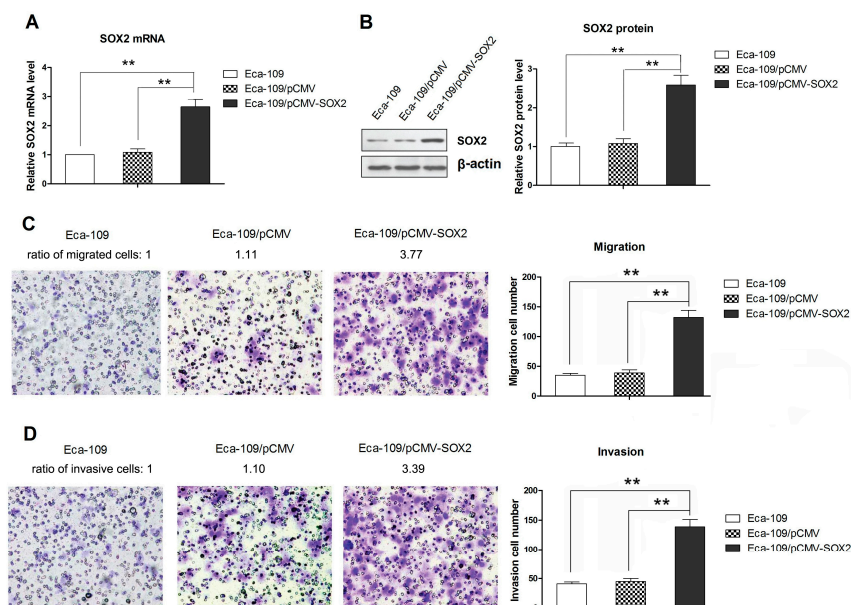 A
SOX2 mRNA
Relative SOX2 mRNA level
4
3
2
1
0
**
**
Eca-109
Eca-109/pCMV
Eca-109/pCMV-SOX2
B
Eca-109
Eca-109/pCMV
Eca-109/pCMV-SOX2
SOX2
β-actin
SOX2 protein
Relative SOX2 protein level
3
2
1
0
**
**
Eca-109
Eca-109/pCMV
Eca-109/pCMV-SOX2
C
Eca-109
Eca-109/pCMV
Eca-109/pCMV-SOX2
ratio of migrated cells: 1
1.11
3.77
Migration
Migration cell number
200
150
100
50
0
**
**
Eca-109
Eca-109/pCMV
Eca-109/pCMV-SOX2
D
Eca-109
Eca-109/pCMV
Eca-109/pCMV-SOX2
ratio of invasive cells: 1
1.10
3.39
Invasion
Invasion cell number
200
150
100
50
**
**
Eca-109
Eca-109/pCMV
Eca-109/pCMV-SOX2